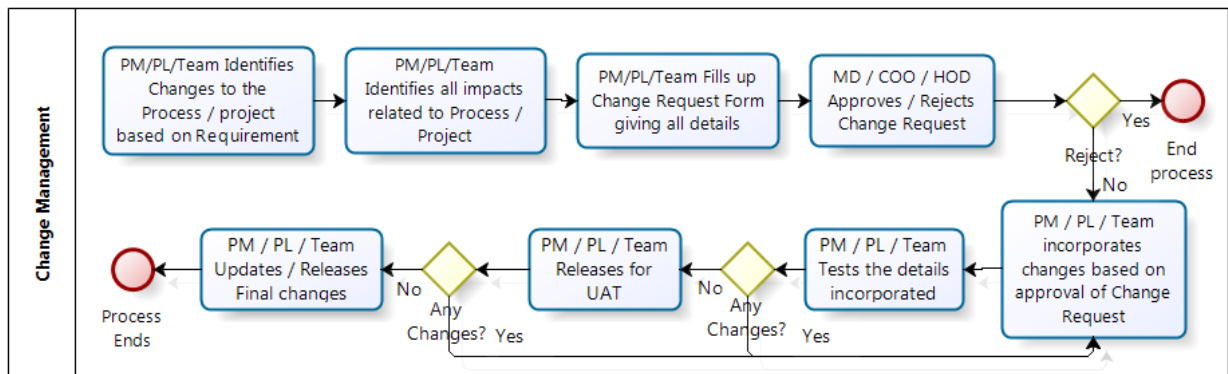 Change Management
PM/PL/Team Identifies
Changes to the
Process / project
based on Requirement
PM/PL/Team
Identifies all impacts
related to Process /
Project
PM/PL/Team Fills up
Change Request Form
giving all details
MD / COO / HOD
Approves / Rejects
Change Request
Reject?
Yes
End
process
No
PM / PL / Team
incorporates
changes based on
approval of Change
Request
PM / PL / Team
Tests the details
incorporated
Any
Changes?
Yes
No
PM / PL / Team
Releases for
UAT
Any
Changes?
Yes
No
PM / PL / Team
Updates / Releases
Final changes
Process
Ends